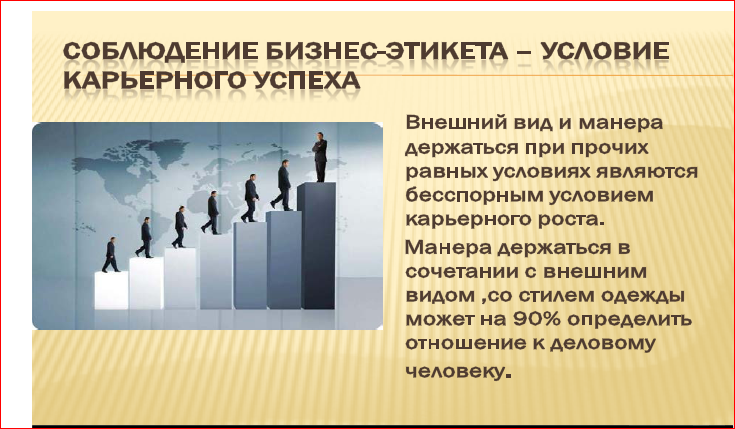 СОБЛЮДЕНИЕ БИЗНЕС-ЭТИКЕТА – УСЛОВИЕ
КАРЬЕРНОГО УСПЕХА
Внешний вид и манера
держаться при прочих
равных условиях являются
бесспорным условием
карьерного роста.
Манера держаться в
сочетании с внешним
видом ,со стилем одежды
может на 90% определить
отношение к деловому
человеку.